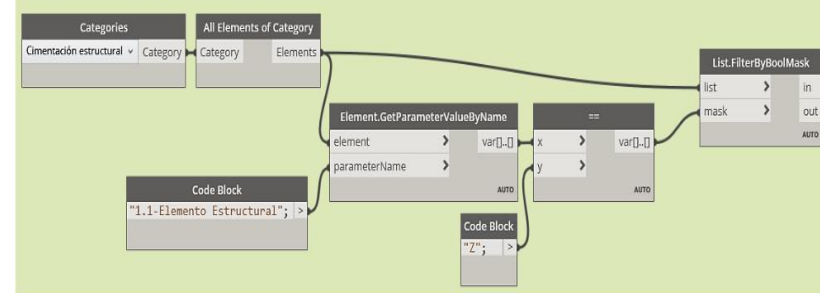 Categories
Cimentación estructural Category
All Elements of Category
Category Elements
Element.GetParameterValueByName
element > var[]..[]
parameterName >
AUTO
Code Block
"1.1-Elemento Estructural"; >
==
x > var[]..[]
y >
AUTO
Code Block
"Z"; >
List.FilterByBoolMask
list > in
mask > out
AUTO